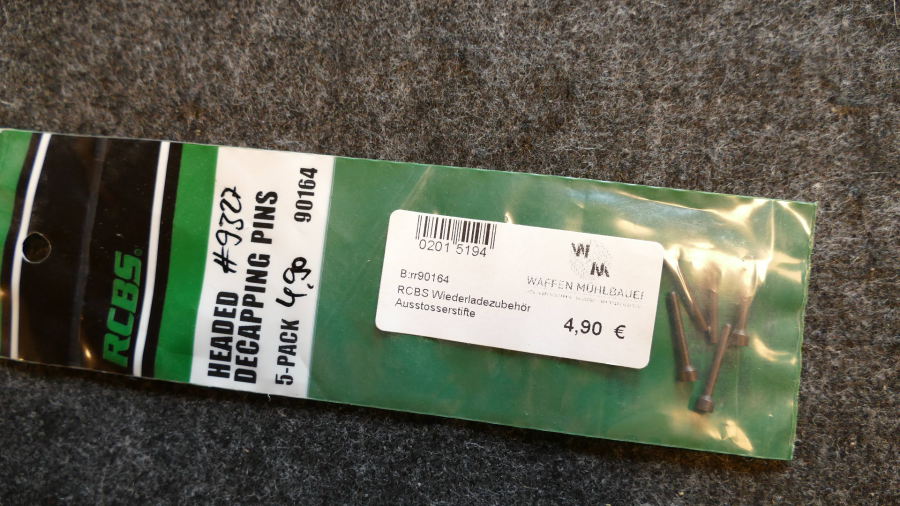 RCBS®
HEADED #9327
DECAPPING PINS
5-PACK 4,90 90164
0201 5194
W
M
WAFFEN MÜHLBAUER
B:rr90164
RCBS Wiederladezubehör
Ausstosserstifte
4,90 €